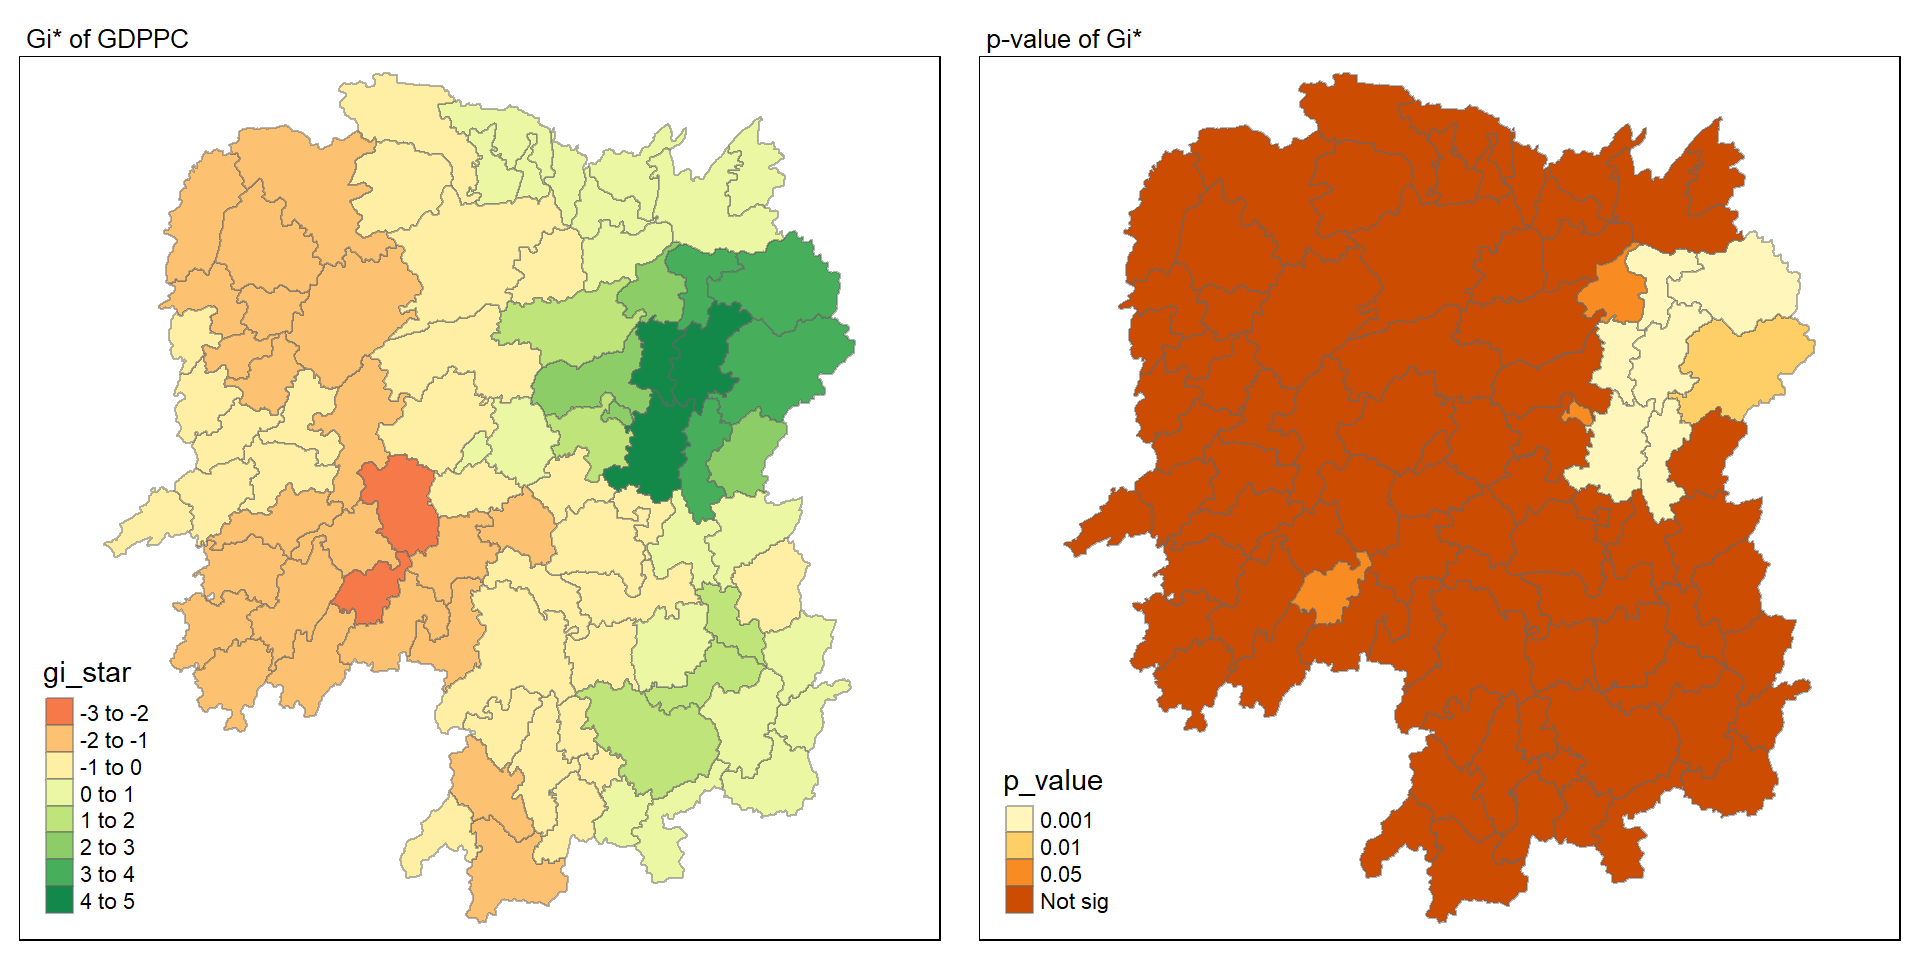 Gi* of GDPPC
gi_star
-3 to -2
-2 to -1
-1 to 0
0 to 1
1 to 2
2 to 3
3 to 4
4 to 5
p-value of Gi*
p_value
0.001
0.01
0.05
Not sig